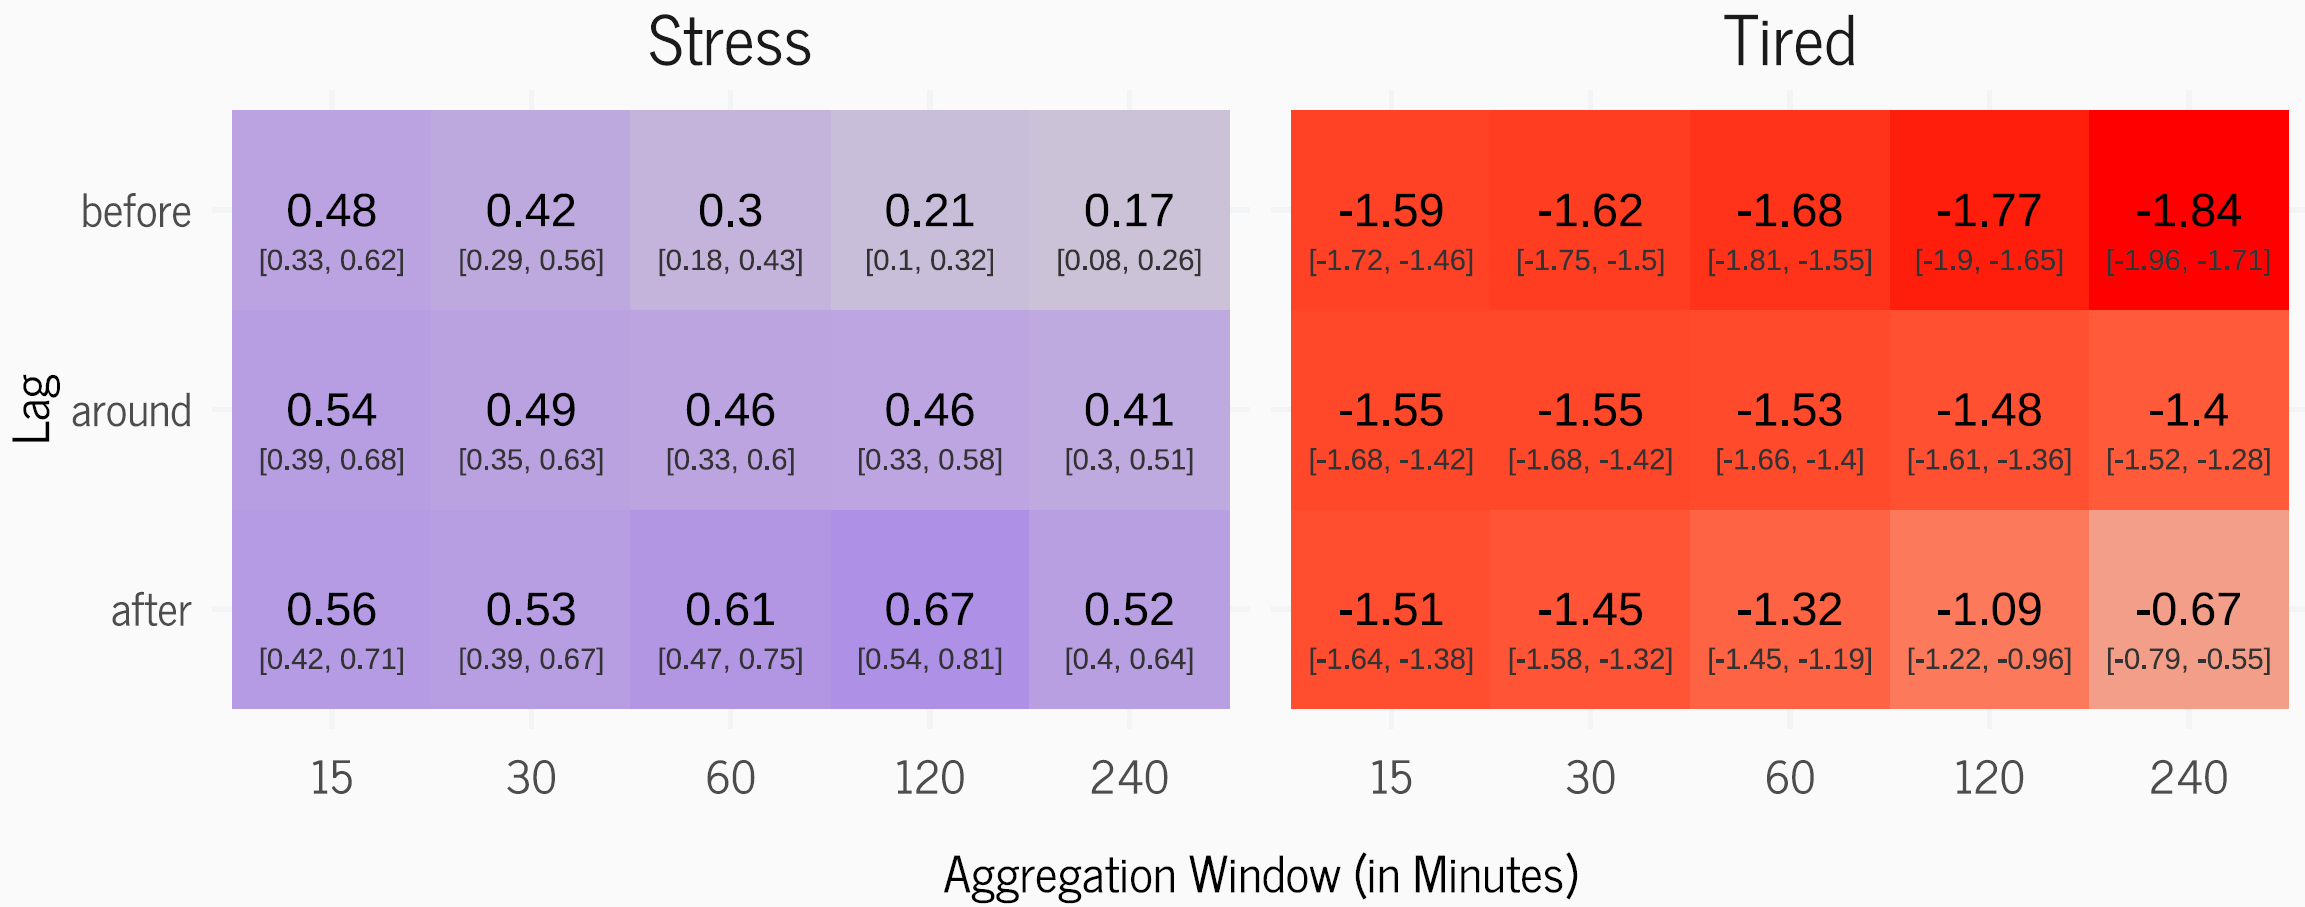 Stress
Tired
before
0.48 0.42 0.3 0.21 0.17 -1.59 -1.62 -1.68 -1.77 -1.84
[0.33, 0.62] [0.29, 0.56] [0.18, 0.43] [0.1, 0.32] [0.08, 0.26] [-1.72, -1.46] [-1.75, -1.5] [-1.81, -1.55] [-1.9, -1.65] [-1.96, -1.71]
Lag
around
0.54 0.49 0.46 0.46 0.41 -1.55 -1.55 -1.53 -1.48 -1.4
[0.39, 0.68] [0.35, 0.63] [0.33, 0.6] [0.33, 0.58] [0.3, 0.51] [-1.68, -1.42] [-1.68, -1.42] [-1.66, -1.4] [-1.61, -1.36] [-1.52, -1.28]
after
0.56 0.53 0.61 0.67 0.52 -1.51 -1.45 -1.32 -1.09 -0.67
[0.42, 0.71] [0.39, 0.67] [0.47, 0.75] [0.54, 0.81] [0.4, 0.64] [-1.64, -1.38] [-1.58, -1.32] [-1.45, -1.19] [-1.22, -0.96] [-0.79, -0.55]
15 30 60 120 240 15 30 60 120 240
Aggregation Window (in Minutes)